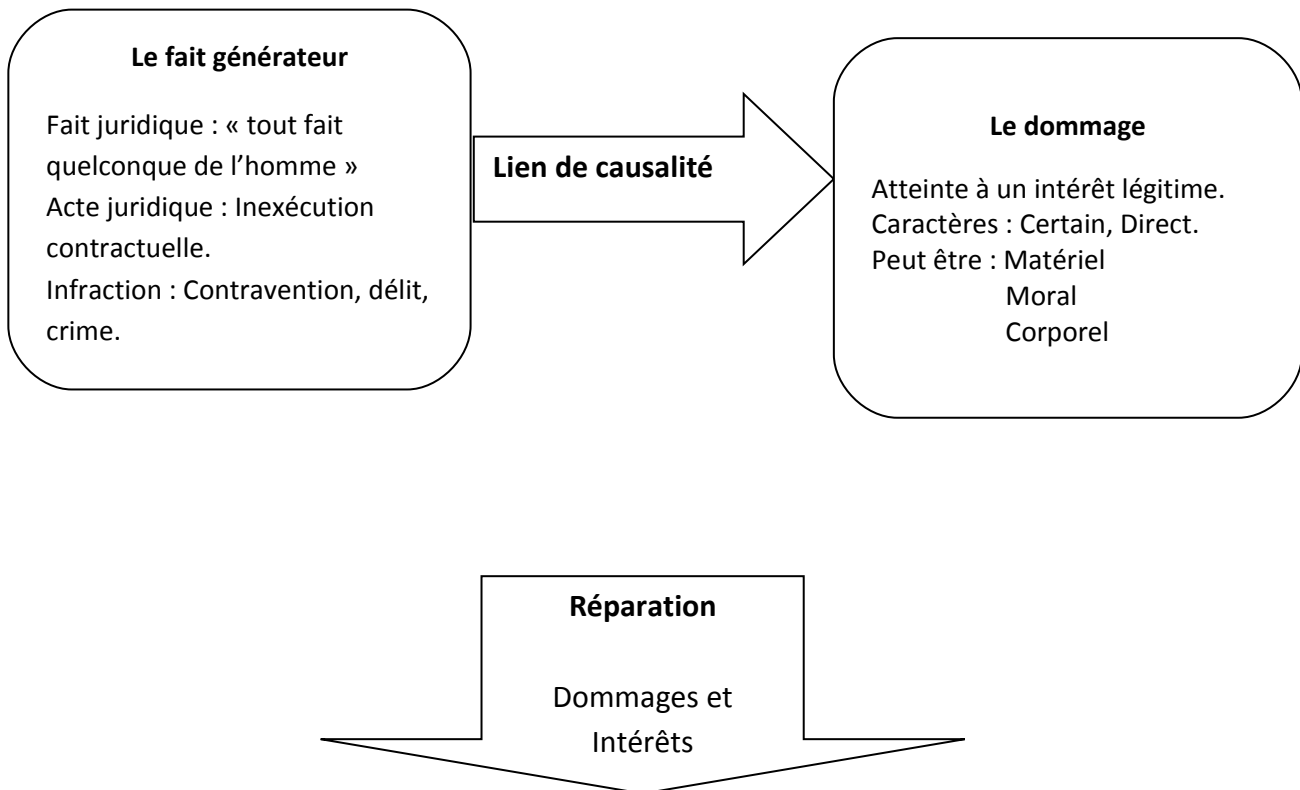 Le fait générateur
Fait juridique : « tout fait
quelconque de l’homme »
Acte juridique : Inexécution
contractuelle.
Infraction : Contravention, délit,
crime.
Lien de causalité
Le dommage
Atteinte à un intérêt légitime.
Caractères : Certain, Direct.
Peut être : Matériel
Moral
Corporel
Réparation
Dommages et
Intérêts